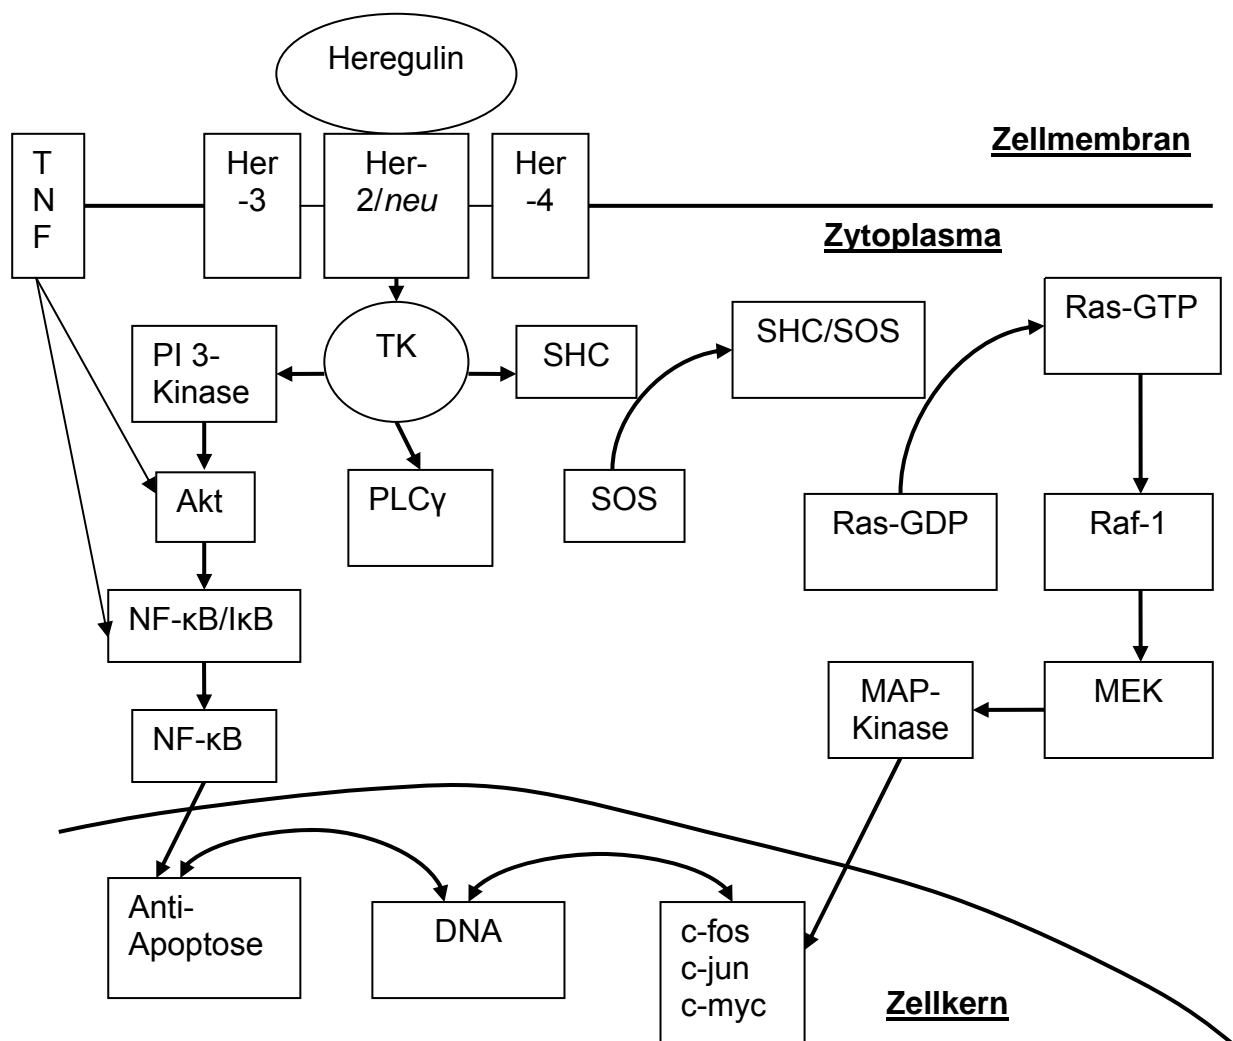 Heregulin
T
N
F
Her
-3
Her-
2/neu
Her
-4
Zellmembran
Zytoplasma
PI 3-
Kinase
TK
SHC
SHC/SOS
Ras-GTP
Akt
PLCγ
SOS
Ras-GDP
Raf-1
NF-κB/IκB
MAP-
Kinase
MEK
NF-κB
Anti-
Apoptose
DNA
c-fos
c-jun
c-myc
Zellkern